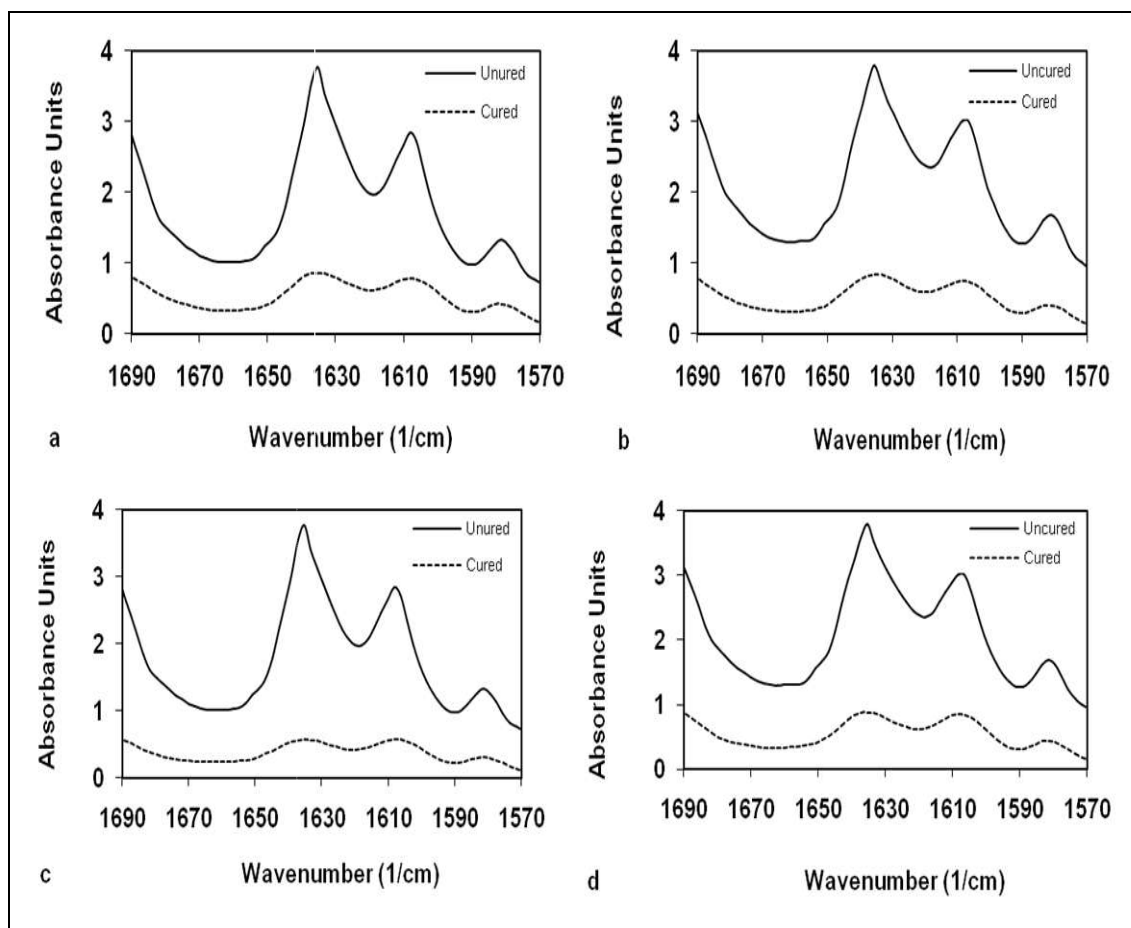 4
3
2
1
0
Absorbance Units
Unured
Cured
1690 1670 1650 1630 1610 1590 1570
a Wavenumber (1/cm)
4
3
2
1
0
Absorbance Units
Uncured
Cured
1690 1670 1650 1630 1610 1590 1570
b Wavenumber (1/cm)
4
3
2
1
0
Absorbance Units
Unured
Cured
1690 1670 1650 1630 1610 1590 1570
c Wavenumber (1/cm)
4
3
2
1
0
Absorbance Units
Uncured
Cured
1690 1670 1650 1630 1610 1590 1570
d Wavenumber (1/cm)